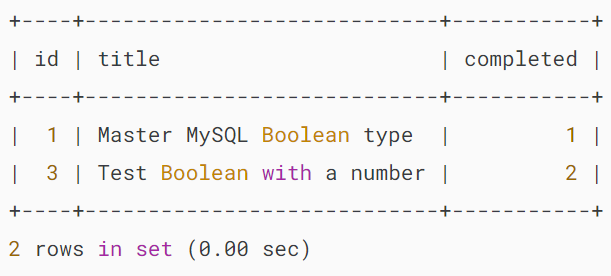 +----+----------------------------+-----------+
| id | title                      | completed |
+----+----------------------------+-----------+
|  1 | Master MySQL Boolean type  |         1 |
|  3 | Test Boolean with a number |         2 |
+----+----------------------------+-----------+
2 rows in set (0.00 sec)